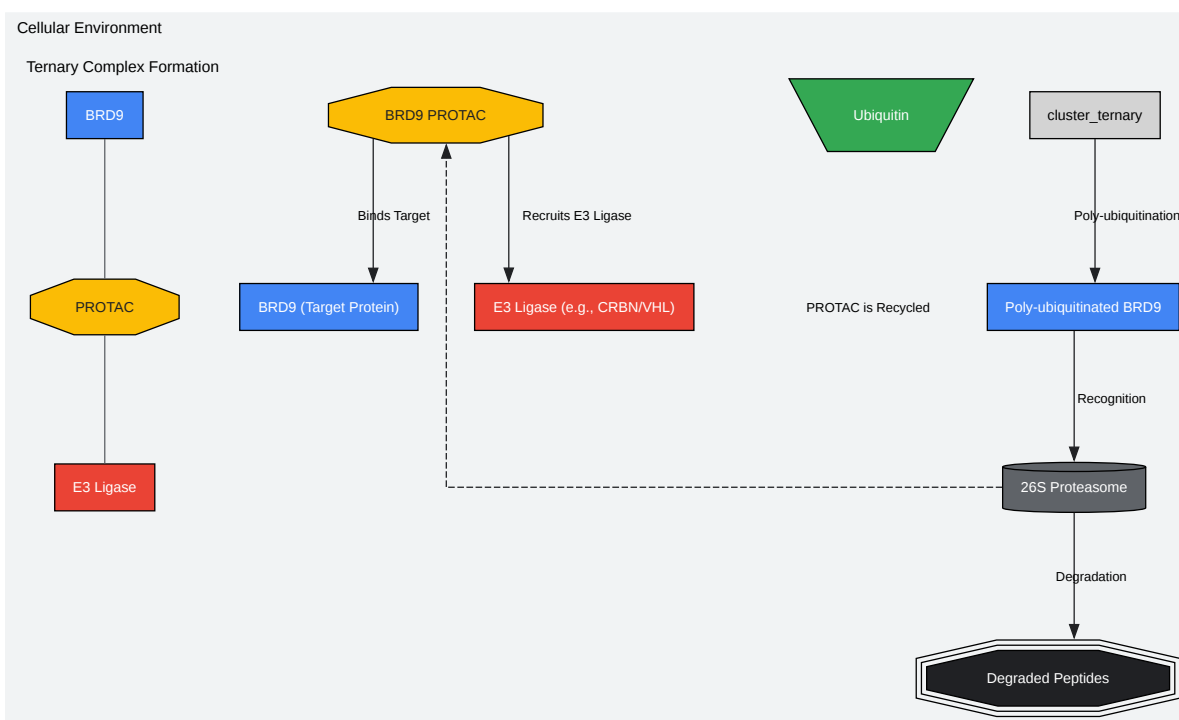 Cellular Environment
Ternary Complex Formation
BRD9
BRD9 PROTAC
Ubiquitin
cluster_ternary
Binds Target
Recruits E3 Ligase
Poly-ubiquitination
PROTAC
BRD9 (Target Protein)
E3 Ligase (e.g., CRBN/VHL)
PROTAC is Recycled
Poly-ubiquitinated BRD9
Recognition
E3 Ligase
26S Proteasome
Degradation
Degraded Peptides